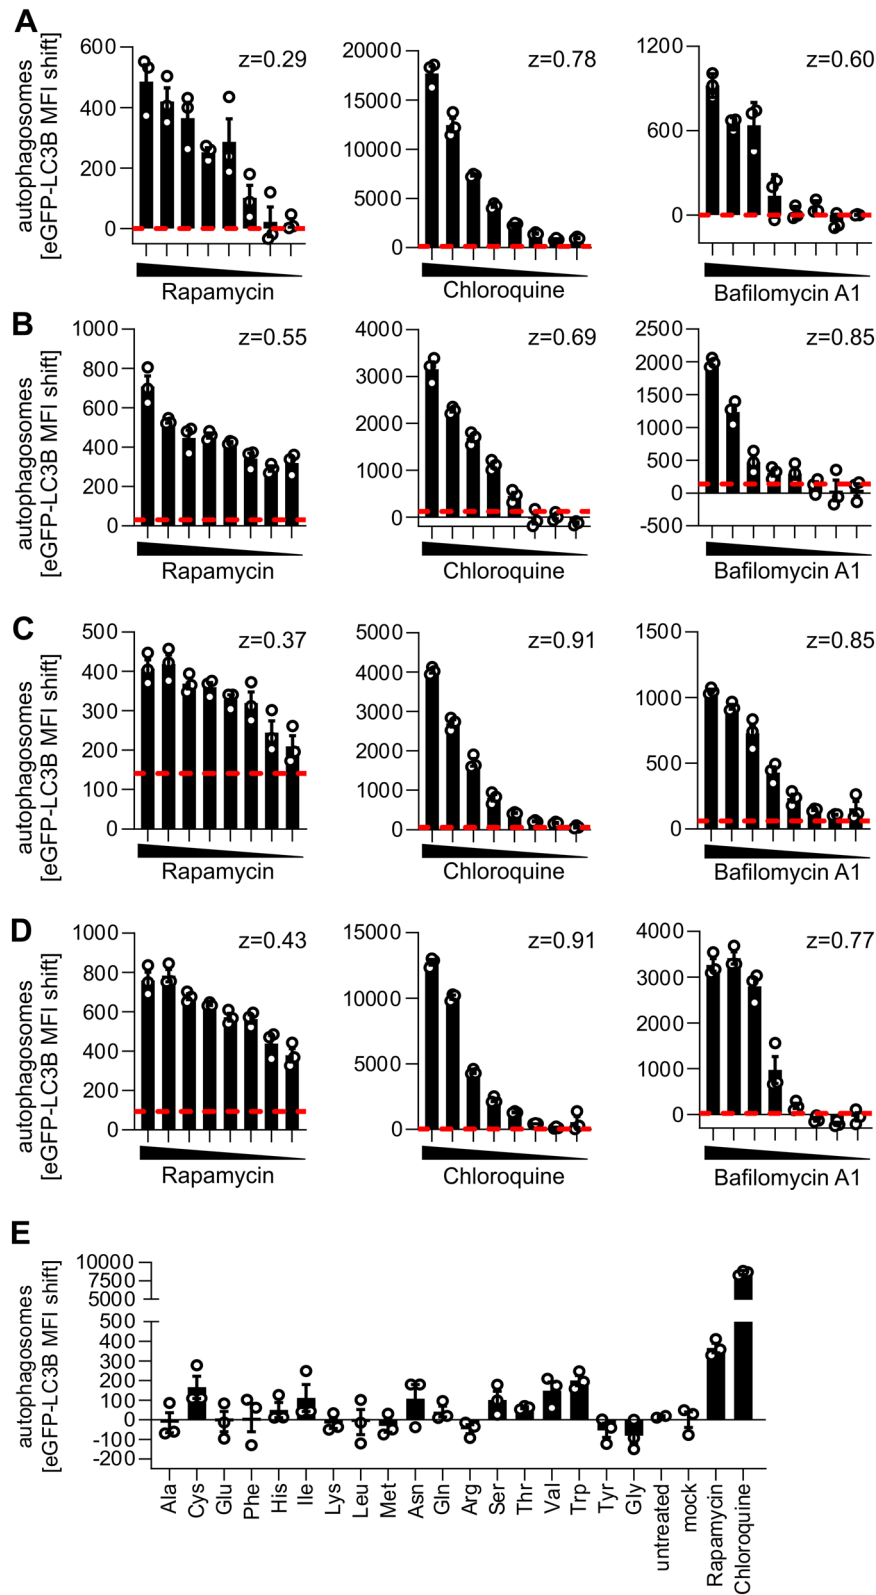 A
autophagosomes
[eGFP-LC3B MFI shift]
600
400
200
0
z=0.29
Rapamycin
20000
15000
10000
5000
0
z=0.78
Chloroquine
1200
600
0
z=0.60
Bafilomycin A1
B
autophagosomes
[eGFP-LC3B MFI shift]
1000
800
600
400
200
0
z=0.55
Rapamycin
4000
3000
2000
1000
0
z=0.69
Chloroquine
2500
2000
1500
1000
500
0
-500
z=0.85
Bafilomycin A1
C
autophagosomes
[eGFP-LC3B MFI shift]
500
400
300
200
100
0
z=0.37
Rapamycin
5000
4000
3000
2000
1000
0
z=0.91
Chloroquine
1500
1000
500
0
z=0.85
Bafilomycin A1
D
autophagosomes
[eGFP-LC3B MFI shift]
1000
800
600
400
200
0
z=0.43
Rapamycin
15000
10000
5000
0
z=0.91
Chloroquine
4000
3000
2000
1000
0
z=0.77
Bafilomycin A1
E
autophagosomes
[eGFP-LC3B MFI shift]
10000
7500
5000
500
400
300
200
100
0
-100
-200
Ala
Cys
Glu
Phe
His
Ile
Lys
Leu
Met
Asn
Gln
Arg
Ser
Thr
Val
Trp
Tyr
Gly
untreated
mock
Rapamycin
Chloroquine